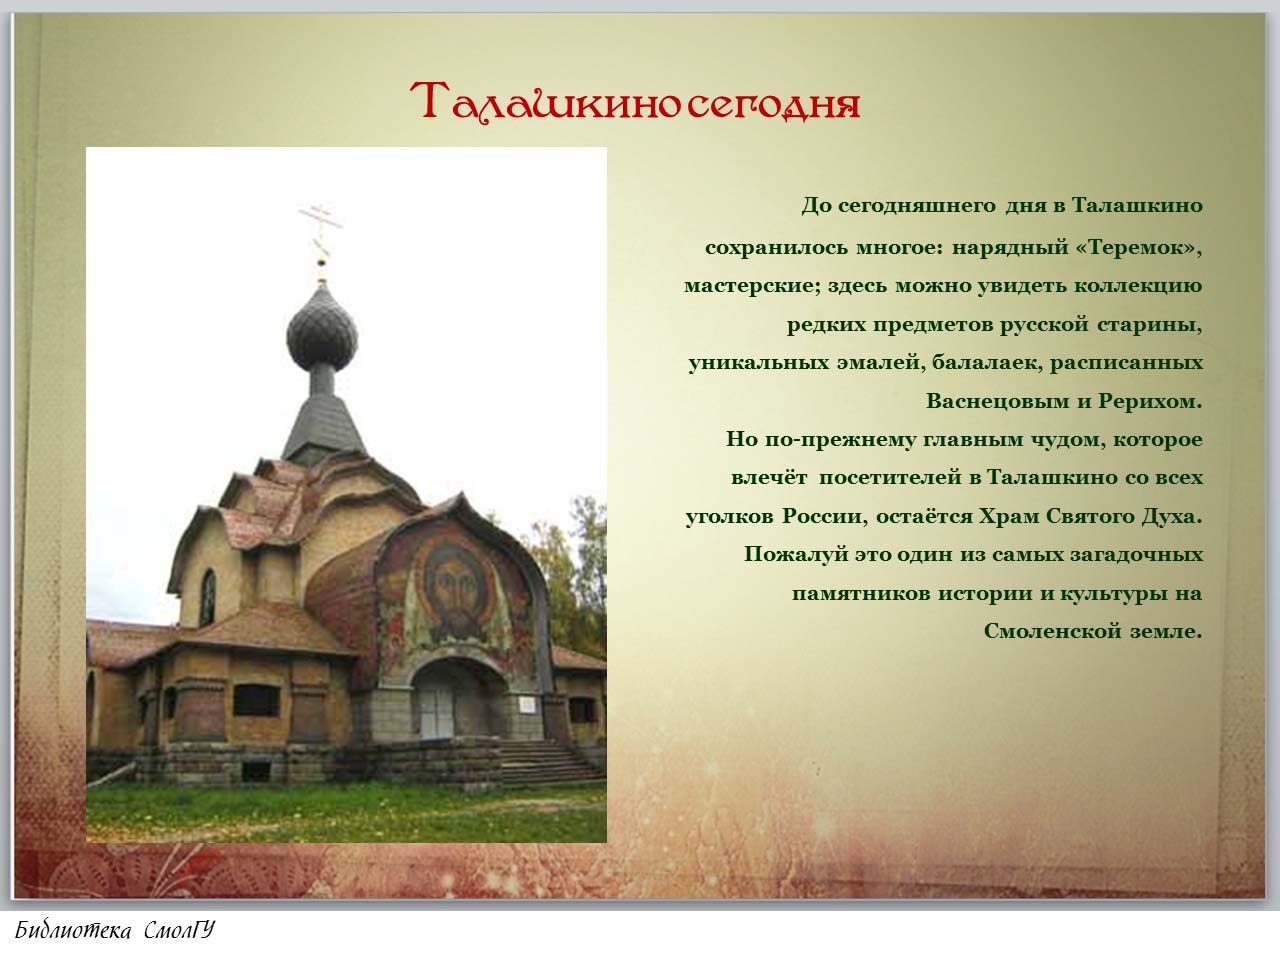 Талашкино сегодня
До сегодняшнего дня в Талашкино
сохранилось многое: нарядный «Теремок»,
мастерские; здесь можно увидеть коллекцию
редких предметов русской старины,
уникальных эмалей, балалаек, расписанных
Васнецовым и Рерихом.
Но по-прежнему главным чудом, которое
влечёт посетителей в Талашкино со всех
уголков России, остаётся Храм Святого Духа.
Пожалуй это один из самых загадочных
памятников истории и культуры на
Смоленской земле.
Библиотека СмолГУ